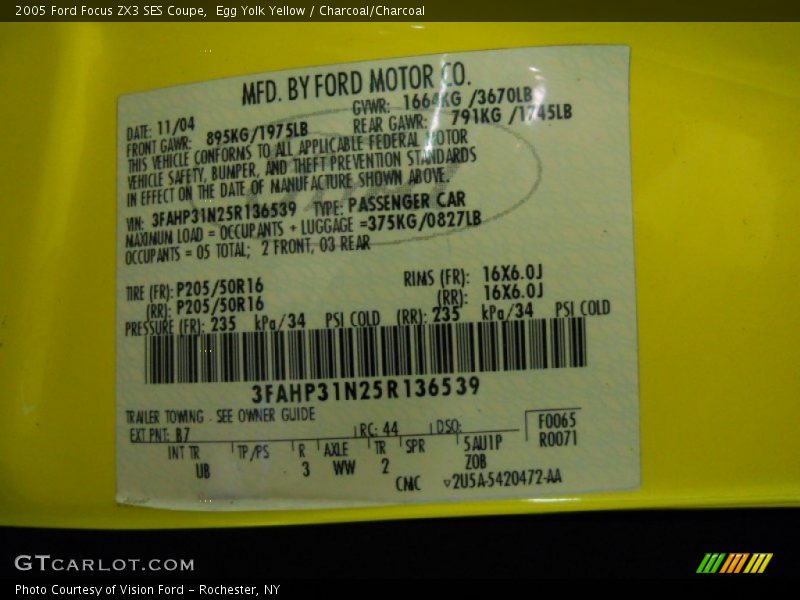 2005 Ford Focus ZX3 SES Coupe,  Egg Yolk Yellow / Charcoal/Charcoal
MFD. BY FORD MOTOR CO.
DATE: 11/04 GVWR: 1664KG /3670LB
FRONT GAWR: 895KG/1975LB REAR GAWR: 791KG /1745LB
THIS VEHICLE CONFORMS TO ALL APPLICABLE FEDERAL MOTOR
VEHICLE SAFETY, BUMPER, AND THEFT PREVENTION STANDARDS
IN EFFECT ON THE DATE OF MANUFACTURE SHOWN ABOVE.
VIN: 3FAHP31N25R136539 TYPE: PASSENGER CAR
MAXIMUM LOAD = OCCUPANTS + LUGGAGE =375KG/0827LB
OCCUPANTS = 05 TOTAL; 2 FRONT, 03 REAR
TIRE (FR): P205/50R16 RIMS (FR): 16X6.0J
(RR): P205/50R16 (RR): 16X6.0J
PRESSURE (FR): 235 kPa/34 PSI COLD (RR): 235 kPa/34 PSI COLD
3FAHP31N25R136539
TRAILER TOWING - SEE OWNER GUIDE
EXT PNT: B7 RC: 44 DSO: F0065
R0071
INT TR TP/PS R AXLE TR SPR 5AU1P
UB 3 WW 2 Z0B
CMC ▿2U5A-5420472-AA
GTCARLOT.COM
Photo Courtesy of Vision Ford – Rochester, NY